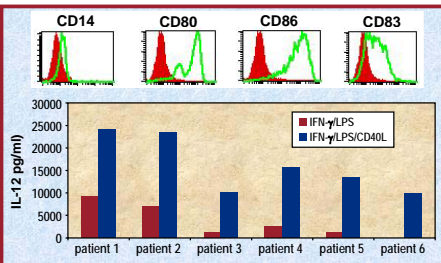 CD14 CD80 CD86 CD83
30000
25000
20000
15000
10000
5000
0
IL-12 pg/ml)
IFN-γ/LPS
IFN-γ/LPS/CD40L
patient 1 patient 2 patient 3 patient 4 patient 5 patient 6